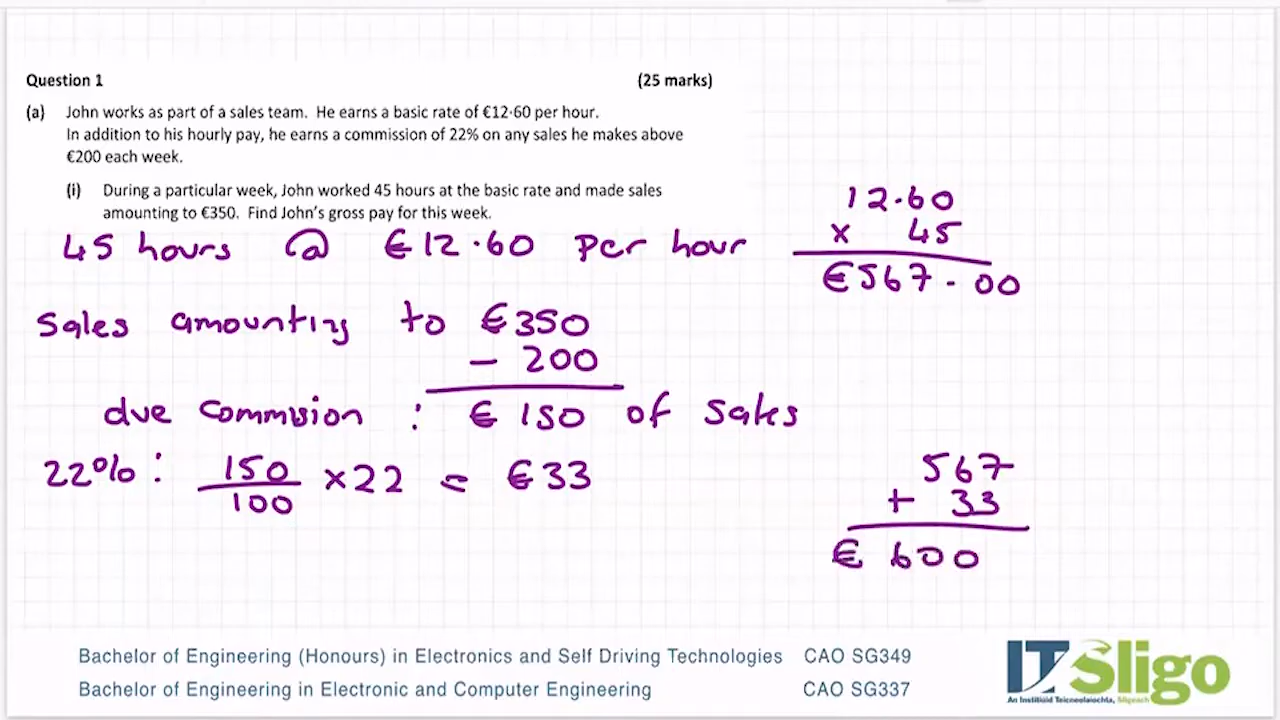 Question 1 (25 marks)
(a) John works as part of a sales team. He earns a basic rate of €12·60 per hour.
In addition to his hourly pay, he earns a commission of 22% on any sales he makes above
€200 each week.
(i) During a particular week, John worked 45 hours at the basic rate and made sales
amounting to €350. Find John's gross pay for this week.
12.60
x 45
€567.00
45 hours @ €12.60 per hour
Sales amounting to €350
- 200
due Commision : € 150 of Sales
22% : 150/100 x 22 = €33
567
+ 33
€ 600
Bachelor of Engineering (Honours) in Electronics and Self Driving Technologies CAO SG349
Bachelor of Engineering in Electronic and Computer Engineering CAO SG337
IT Sligo
An Institiúid Teicneolaíochta, Sligeach